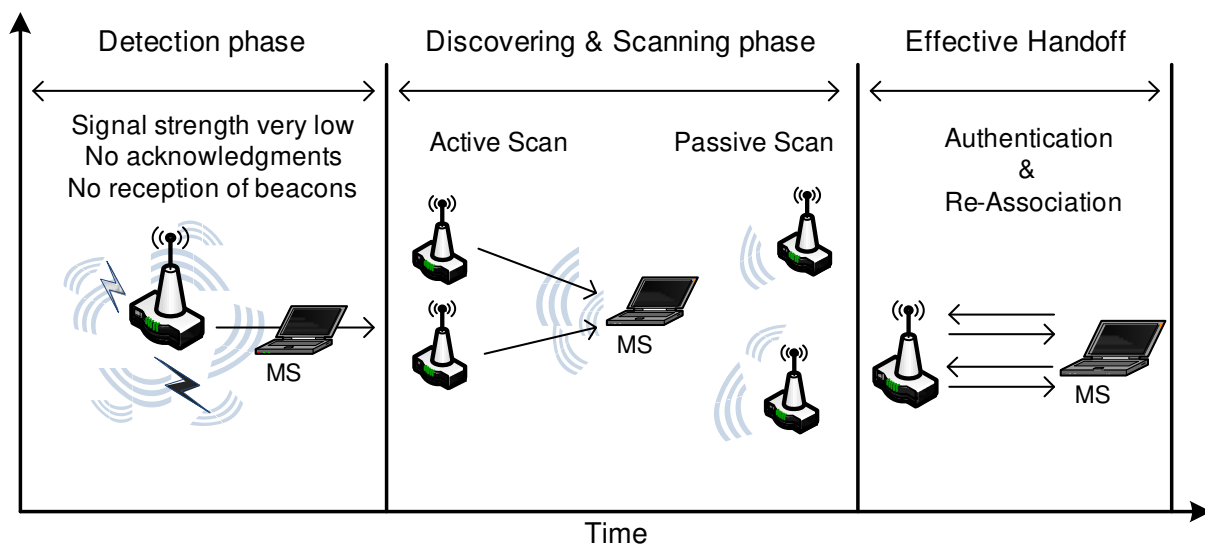 Detection phase
Discovering & Scanning phase
Effective Handoff
Signal strength very low
No acknowledgments
No reception of beacons
Active Scan
Passive Scan
Authentication
&
Re-Association
MS
MS
MS
Time